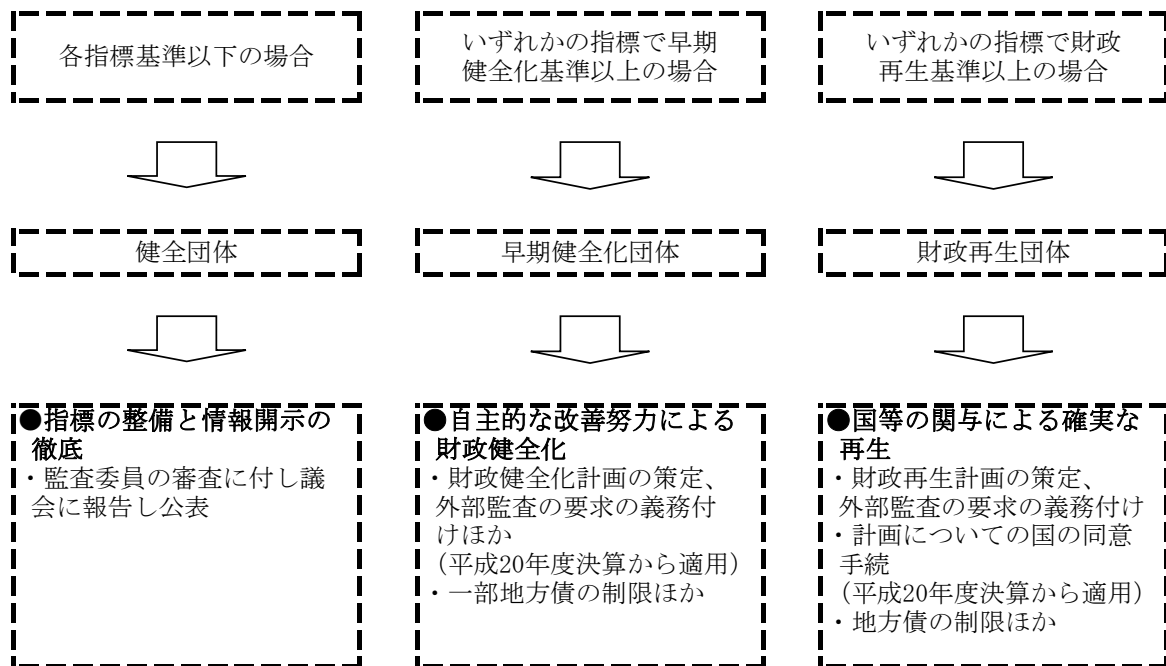 各指標基準以下の場合
いずれかの指標で早期
健全化基準以上の場合
いずれかの指標で財政
再生基準以上の場合
健全団体
早期健全化団体
財政再生団体
●指標の整備と情報開示の
徹底
・監査委員の審査に付し議
会に報告し公表
●自主的な改善努力による
財政健全化
・財政健全化計画の策定、
外部監査の要求の義務付
けほか
(平成20年度決算から適用)
・一部地方債の制限ほか
●国等の関与による確実な
再生
・財政再生計画の策定、
外部監査の要求の義務付け
・計画についての国の同意
手続
(平成20年度決算から適用)
・地方債の制限ほか